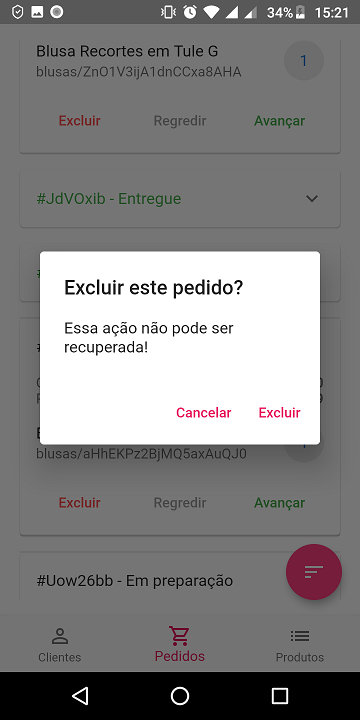 34% 15:21
Blusa Recortes em Tule G
blusas/ZnO1V3ijA1dnCCxa8AHA
1
Excluir Regredir Avançar
#JdVOxib - Entregue
Excluir este pedido?
Essa ação não pode ser
recuperada!
Cancelar Excluir
blusas/aHhEKPz2BjMQ5axAuQJ0
Excluir Regredir Avançar
#Uow26bb - Em preparação
Clientes Pedidos Produtos